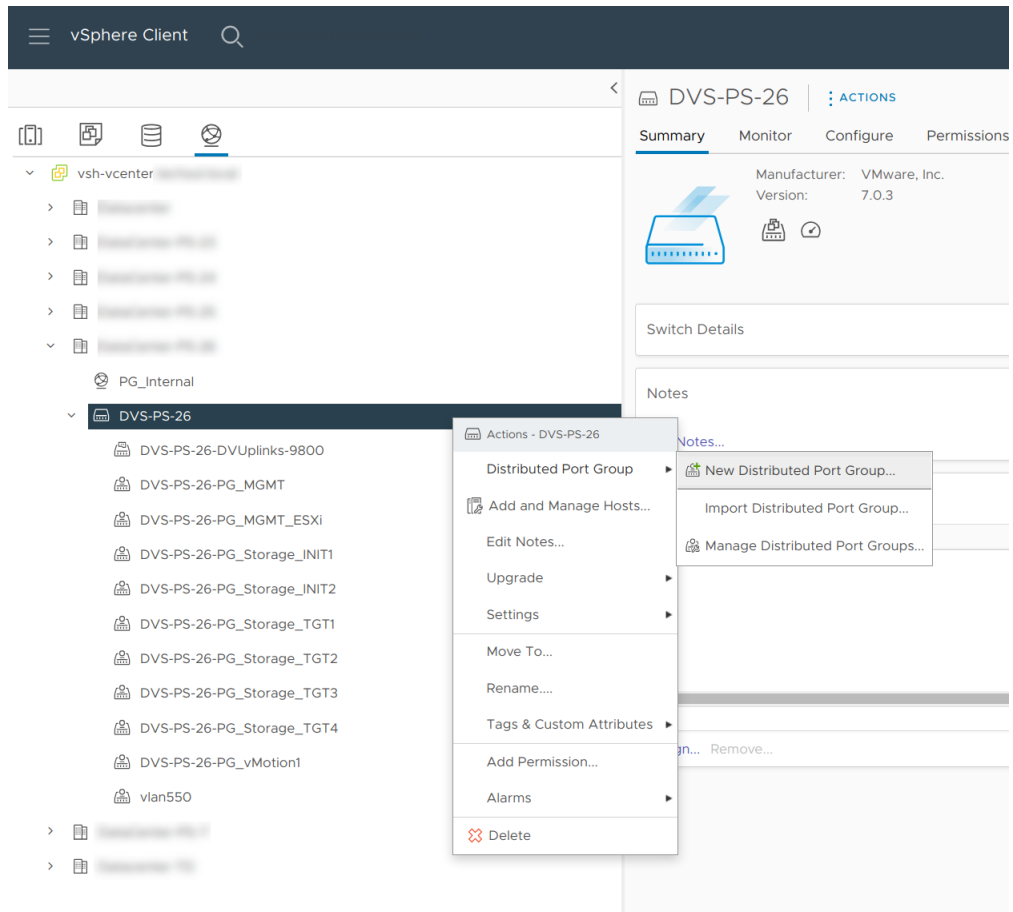 vSphere Client
DVS-PS-26
ACTIONS
Summary Monitor Configure Permissions
vsh-vcenter
Manufacturer: VMware, Inc.
Version: 7.0.3
Switch Details
PG_Internal
Notes
DVS-PS-26
Actions - DVS-PS-26
Notes...
DVS-PS-26-DVUplinks-9800
DVS-PS-26-PG_MGMT
DVS-PS-26-PG_MGMT_ESXi
DVS-PS-26-PG_Storage_INIT1
DVS-PS-26-PG_Storage_INIT2
DVS-PS-26-PG_Storage_TGT1
DVS-PS-26-PG_Storage_TGT2
DVS-PS-26-PG_Storage_TGT3
DVS-PS-26-PG_Storage_TGT4
DVS-PS-26-PG_vMotion1
vlan550
Distributed Port Group
Add and Manage Hosts...
Edit Notes...
Upgrade
Settings
Move To...
Rename....
Tags & Custom Attributes
Add Permission...
Alarms
Delete
New Distributed Port Group...
Import Distributed Port Group...
Manage Distributed Port Groups...
Remove...